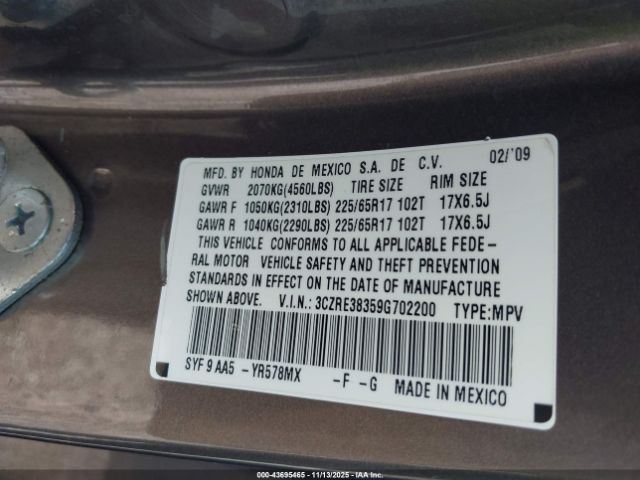 MFD. BY HONDA DE MEXICO S.A. DE C.V. 02/'09
GVWR 2070KG(4560LBS) TIRE SIZE RIM SIZE
GAWR F 1050KG(2310LBS) 225/65R17 102T 17X6.5J
GAWR R 1040KG(2290LBS) 225/65R17 102T 17X6.5J
THIS VEHICLE CONFORMS TO ALL APPLICABLE FEDE-
RAL MOTOR VEHICLE SAFETY AND THEFT PREVENTION
STANDARDS IN EFFECT ON THE DATE OF MANUFACTURE
SHOWN ABOVE. V.I.N.: 3CZRE38359G702200 TYPE:MPV
SYF 9 AA5 -YR578MX -F -G MADE IN MEXICO
IAA 00-43695465 - 11/13/2025 - IAAI.COM